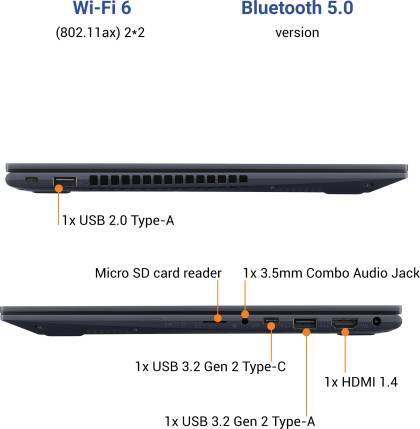 Wi-Fi 6
(802.11ax) 2*2
Bluetooth 5.0
version
1x USB 2.0 Type-A
Micro SD card reader
1x 3.5mm Combo Audio Jack
1x USB 3.2 Gen 2 Type-C
1x HDMI 1.4
1x USB 3.2 Gen 2 Type-A